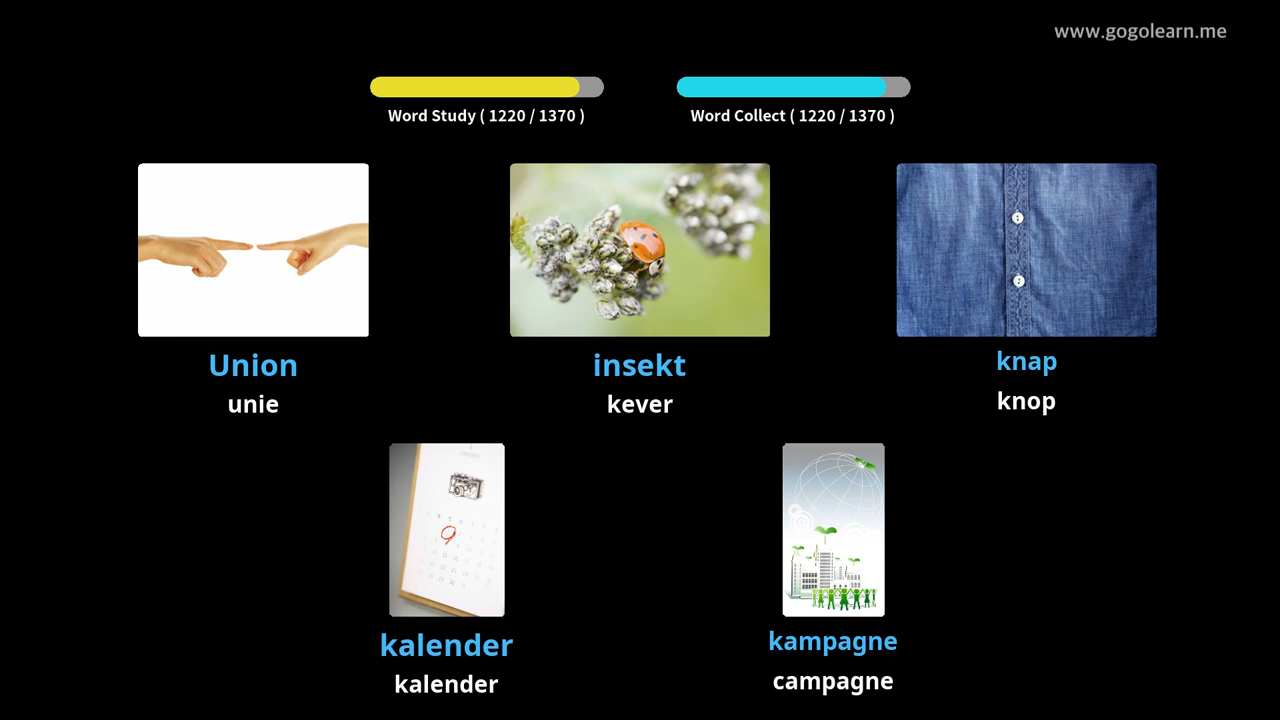 www.gogolearn.me
Word Study ( 1220 / 1370 )
Word Collect ( 1220 / 1370 )
Union
unie
insekt
kever
knap
knop
kalender
kalender
kampagne
campagne